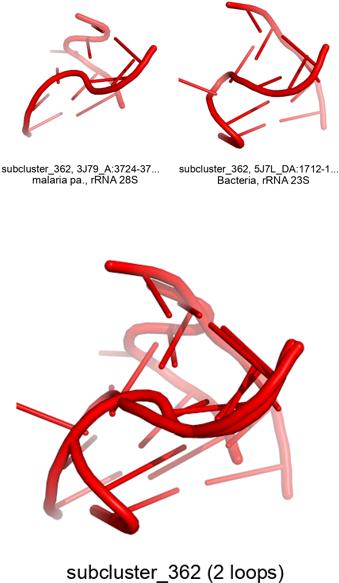 subcluster_362, 3J79_A:3724-37...
malaria pa., rRNA 28S
subcluster_362, 5J7L_DA:1712-1...
Bacteria, rRNA 23S
subcluster_362 (2 loops)